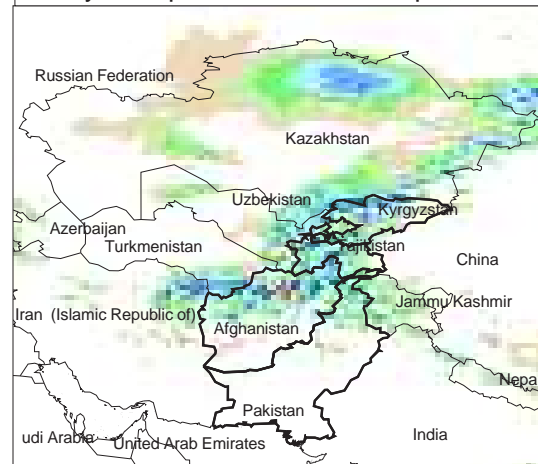 Russian Federation
Kazakhstan
Uzbekistan
Kyrgyzstan
Azerbaijan
Turkmenistan
Tajikistan
China
Jammu Kashmir
Iran (Islamic Republic of)
Afghanistan
Nepa
Pakistan
udi Arabia
United Arab Emirates
India